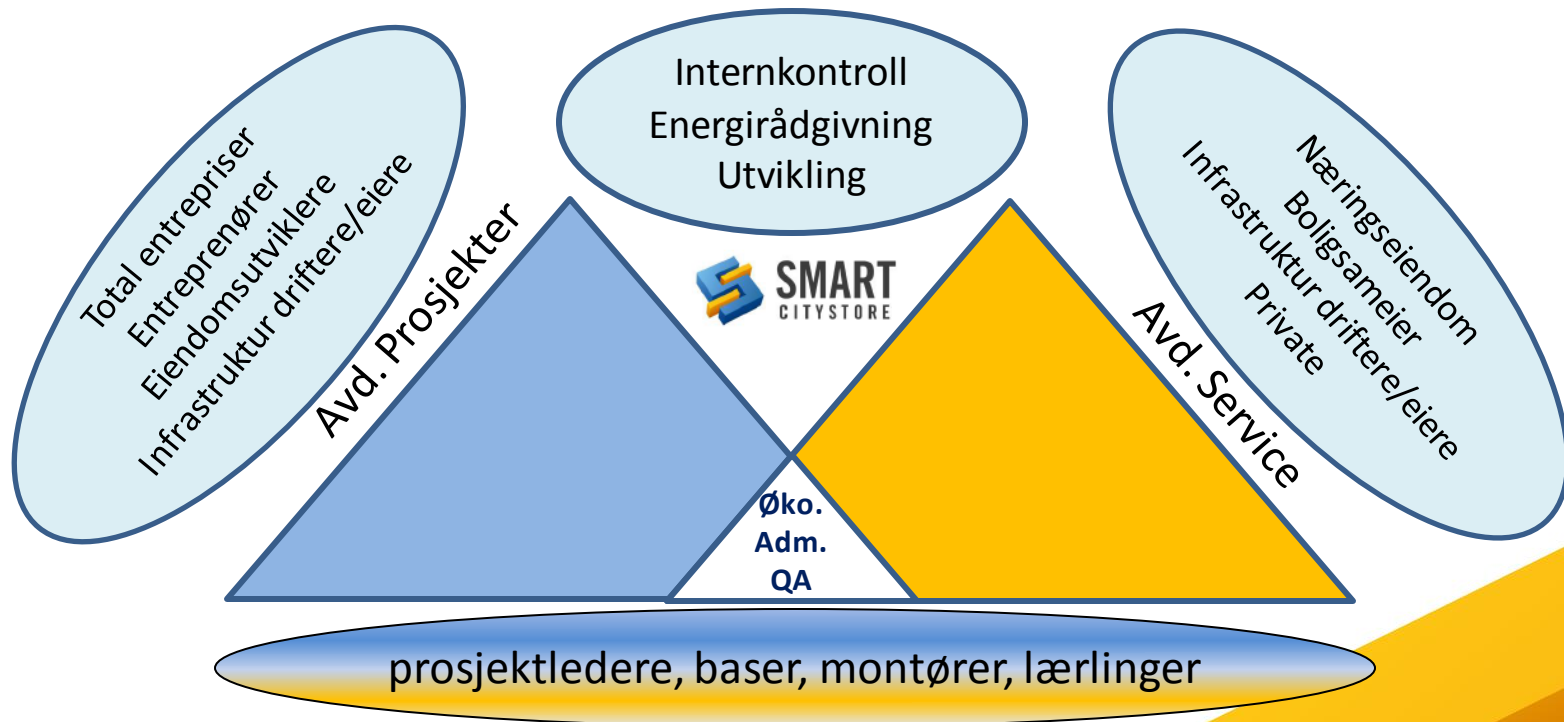 Internkontroll
Energirådgivning
Utvikling
Total entrepriser
Entreprenører
Eiendomsutviklere
Infrastruktur driftere/eiere
Avd. Prosjekter
SMART
CITYSTORE
Næringseiendom
Boligsameier
Infrastruktur driftere/eiere
Private
Avd. Service
Øko.
Adm.
QA
prosjektledere, baser, montører, lærlinger